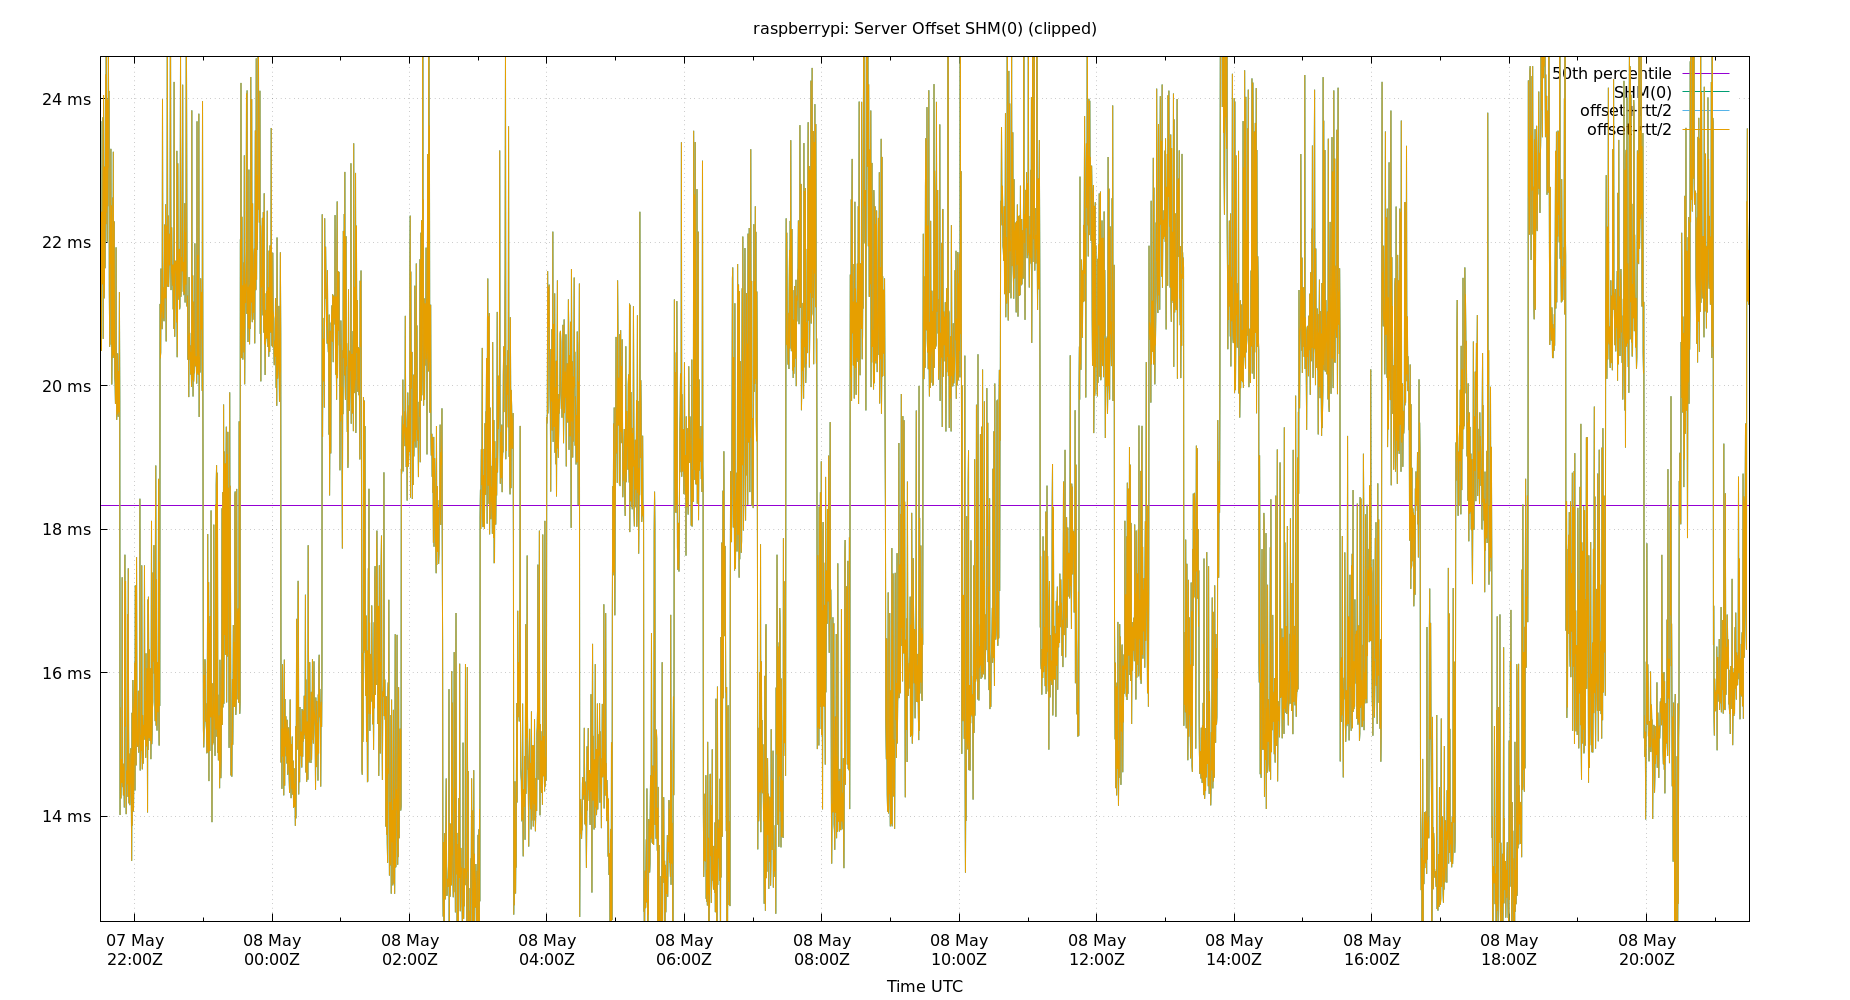 raspberrypi: Server Offset SHM(0) (clipped)
50th percentile
SHM(0)
offset+rtt/2
offset-rtt/2
24 ms
22 ms
20 ms
18 ms
16 ms
14 ms
07 May 08 May 08 May 08 May 08 May 08 May 08 May 08 May 08 May 08 May 08 May 08 May
22:00Z 00:00Z 02:00Z 04:00Z 06:00Z 08:00Z 10:00Z 12:00Z 14:00Z 16:00Z 18:00Z 20:00Z
Time UTC